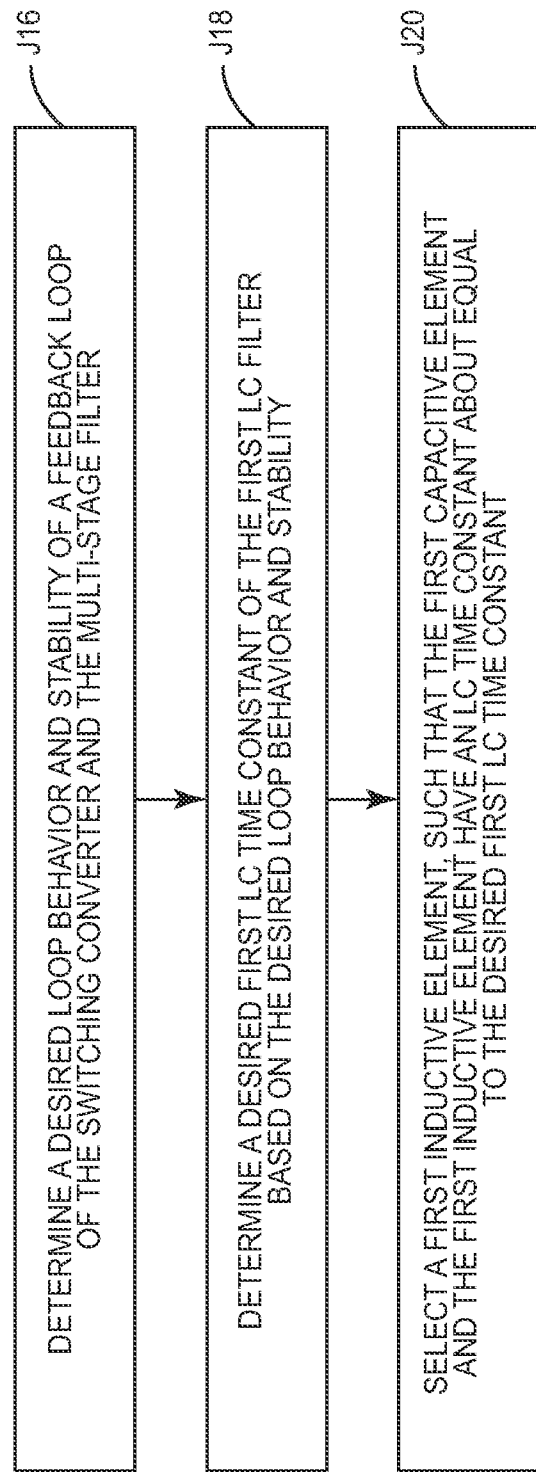 DETERMINE A DESIRED LOOP BEHAVIOR AND STABILITY OF A FEEDBACK LOOP
OF THE SWITCHING CONVERTER AND THE MULTI-STAGE FILTER
J16
DETERMINE A DESIRED FIRST LC TIME CONSTANT OF THE FIRST LC FILTER
BASED ON THE DESIRED LOOP BEHAVIOR AND STABILITY
J18
SELECT A FIRST INDUCTIVE ELEMENT, SUCH THAT THE FIRST CAPACITIVE ELEMENT
AND THE FIRST INDUCTIVE ELEMENT HAVE AN LC TIME CONSTANT ABOUT EQUAL
TO THE DESIRED FIRST LC TIME CONSTANT
J20